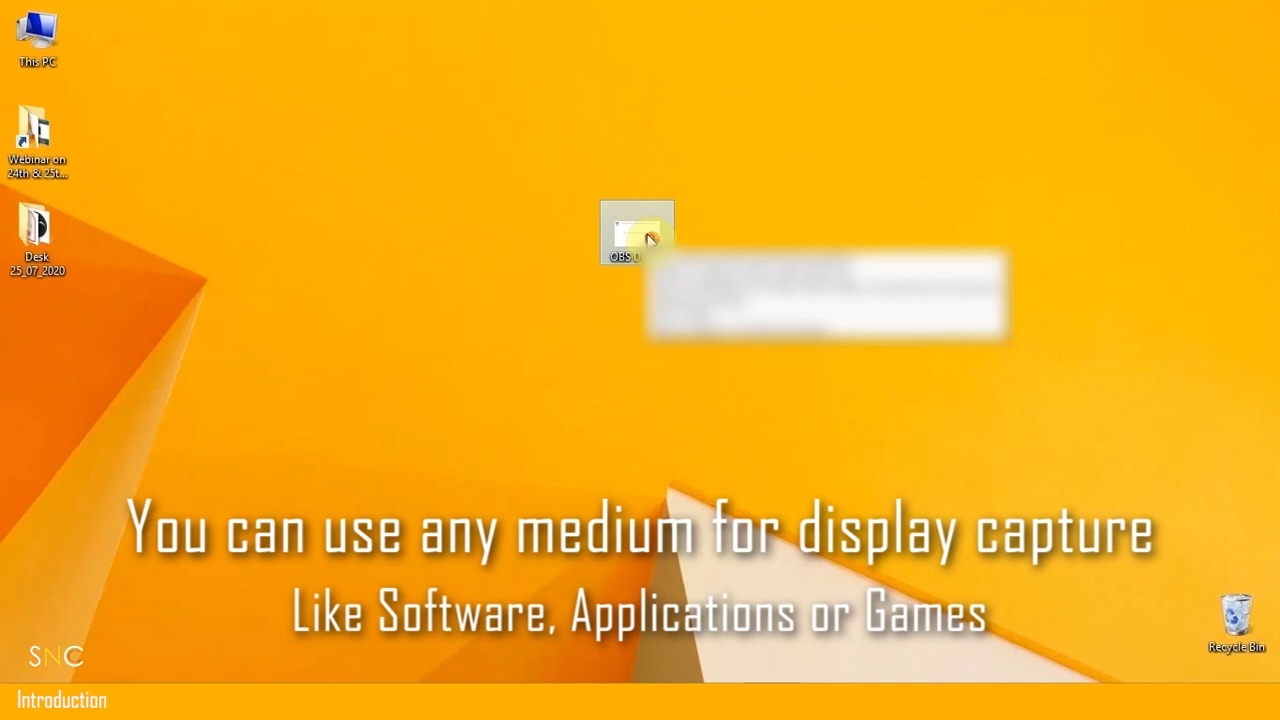 This PC
Webinar on
24th & 25t...
Desk
25_07_2020
OBS
You can use any medium for display capture
Like Software, Applications or Games
SNC
Recycle Bin
Introduction